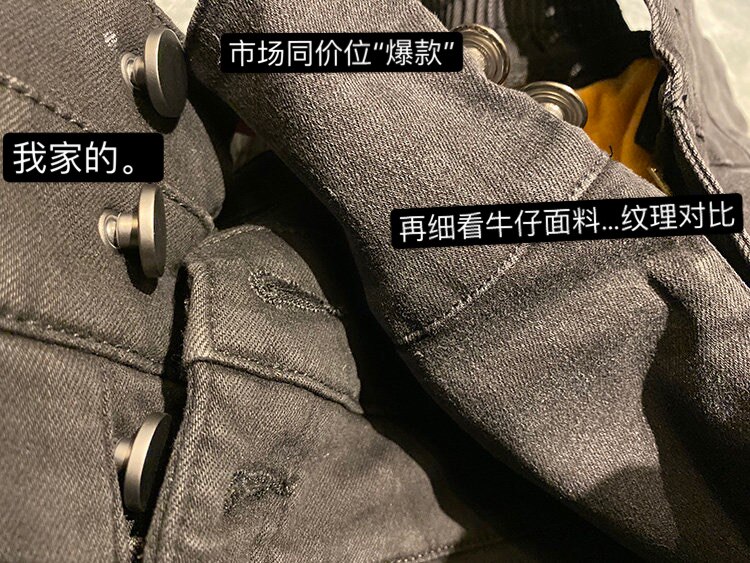 市场同价位“爆款”
我家的。
再细看牛仔面料...纹理对比